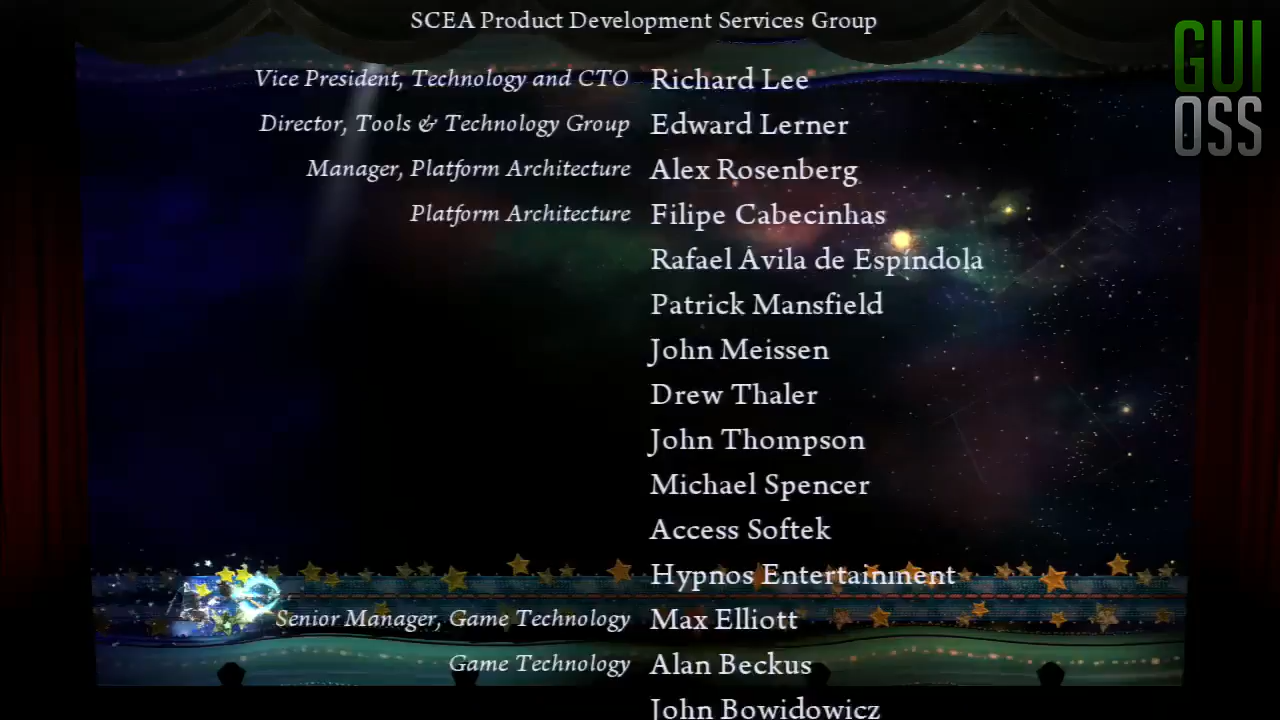 SCEA Product Development Services Group
GUI
OSS
Vice President, Technology and CTO Richard Lee
Director, Tools & Technology Group Edward Lerner
Manager, Platform Architecture Alex Rosenberg
Platform Architecture Filipe Cabecinhas
Rafael Ávila de Espíndola
Patrick Mansfield
John Meissen
Drew Thaler
John Thompson
Michael Spencer
Access Softek
Hypnos Entertainment
Senior Manager, Game Technology Max Elliott
Game Technology Alan Beckus
John Bowidowicz